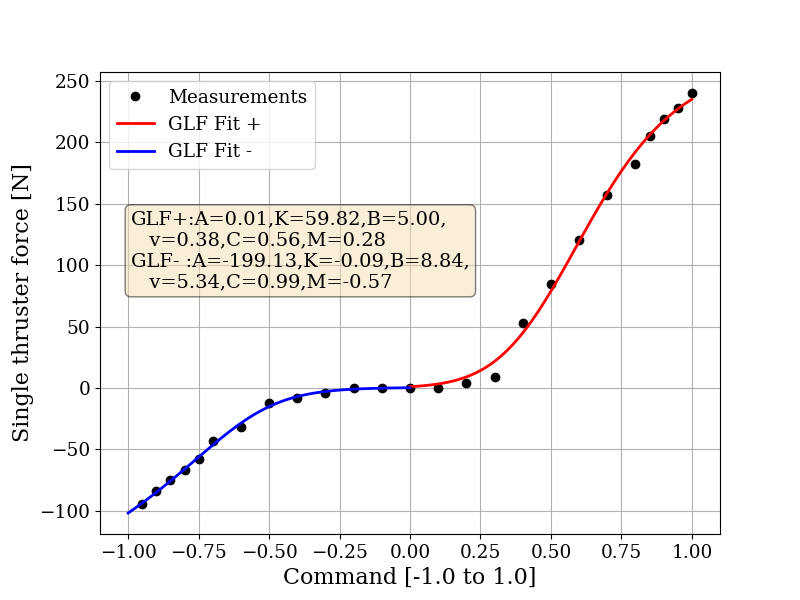 Measurements
GLF Fit +
GLF Fit -
GLF+:A=0.01,K=59.82,B=5.00,
v=0.38,C=0.56,M=0.28
GLF- :A=-199.13,K=-0.09,B=8.84,
v=5.34,C=0.99,M=-0.57
Single thruster force [N]
250
200
150
100
50
0
−50
−100
−1.00 −0.75 −0.50 −0.25 0.00 0.25 0.50 0.75 1.00
Command [-1.0 to 1.0]